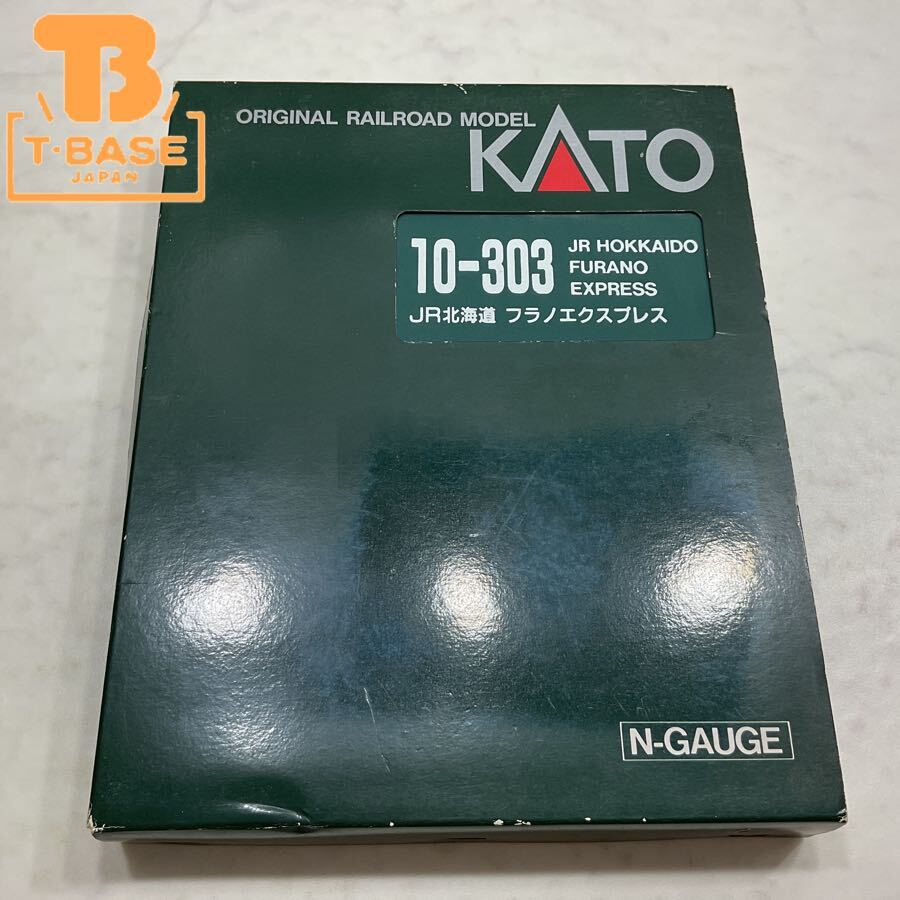 B
T·BASE
JAPAN
ORIGINAL RAILROAD MODEL
KATO
10-303
JR HOKKAIDO
FURANO
EXPRESS
JR北海道 フラノエクスプレス
N-GAUGE